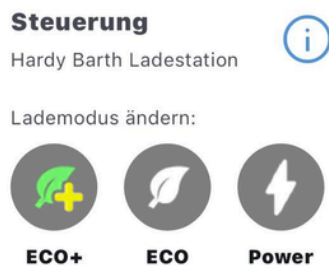 Steuerung
i
Hardy Barth Ladestation
Lademodus ändern:
ECO+ ECO Power